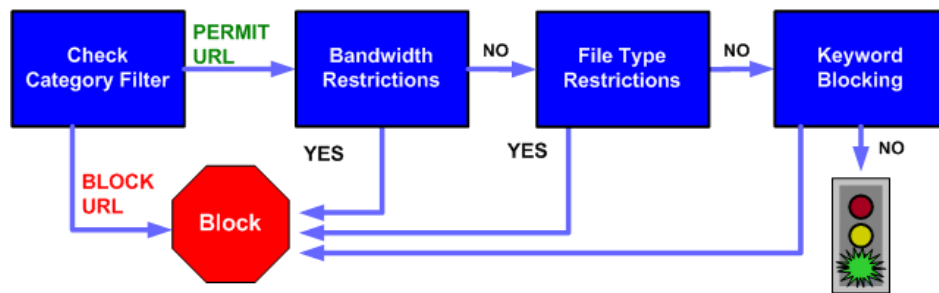 Check
Category Filter
PERMIT
URL
Bandwidth
Restrictions
NO
File Type
Restrictions
NO
Keyword
Blocking
YES
YES
NO
BLOCK
URL
Block